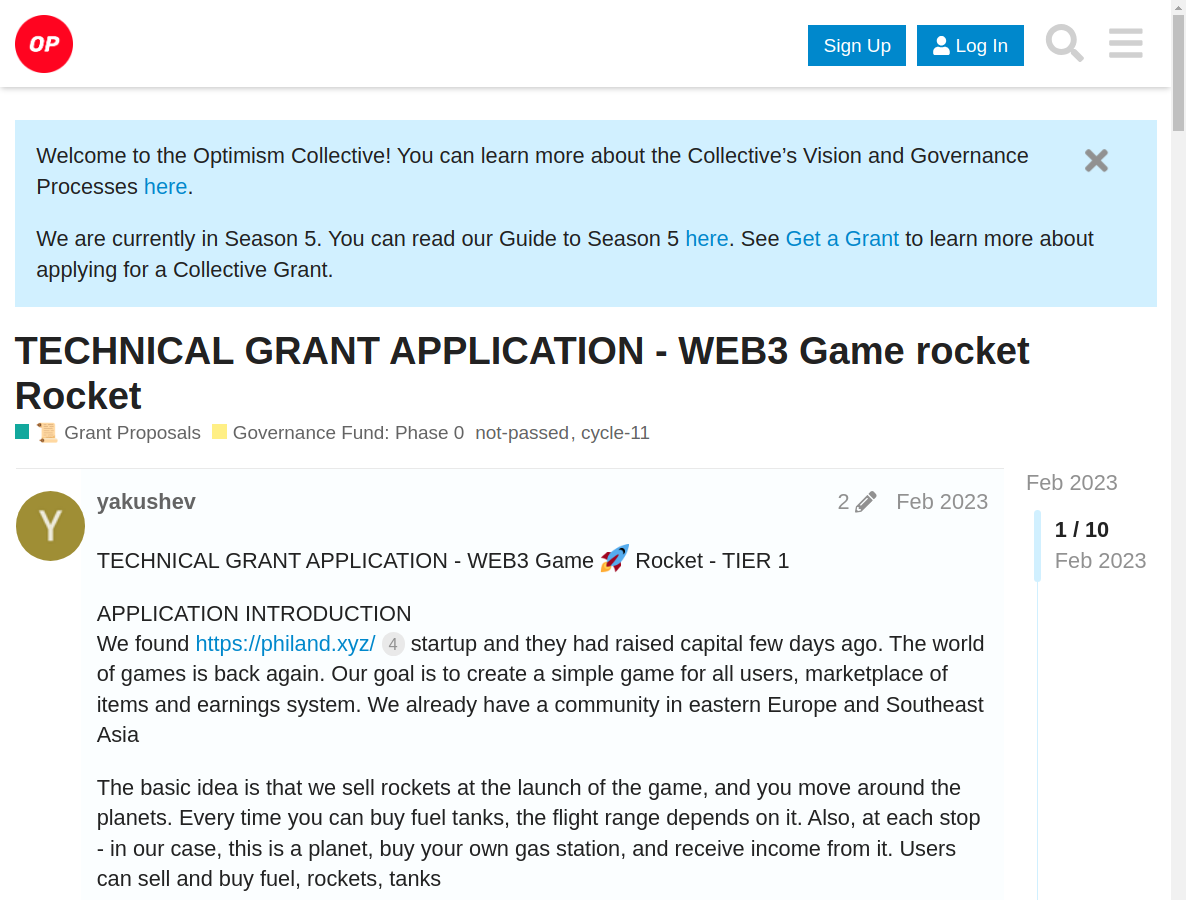 OP
Sign Up
Log In
Welcome to the Optimism Collective! You can learn more about the Collective’s Vision and Governance
Processes here.
We are currently in Season 5. You can read our Guide to Season 5 here. See Get a Grant to learn more about
applying for a Collective Grant.
TECHNICAL GRANT APPLICATION - WEB3 Game rocket
Rocket
📜 Grant Proposals Governance Fund: Phase 0 not-passed, cycle-11
Y
yakushev
2 Feb 2023
Feb 2023
1 / 10
Feb 2023
TECHNICAL GRANT APPLICATION - WEB3 Game 🚀 Rocket - TIER 1
APPLICATION INTRODUCTION
We found https://philand.xyz/ 4 startup and they had raised capital few days ago. The world
of games is back again. Our goal is to create a simple game for all users, marketplace of
items and earnings system. We already have a community in eastern Europe and Southeast
Asia
The basic idea is that we sell rockets at the launch of the game, and you move around the
planets. Every time you can buy fuel tanks, the flight range depends on it. Also, at each stop
- in our case, this is a planet, buy your own gas station, and receive income from it. Users
can sell and buy fuel, rockets, tanks